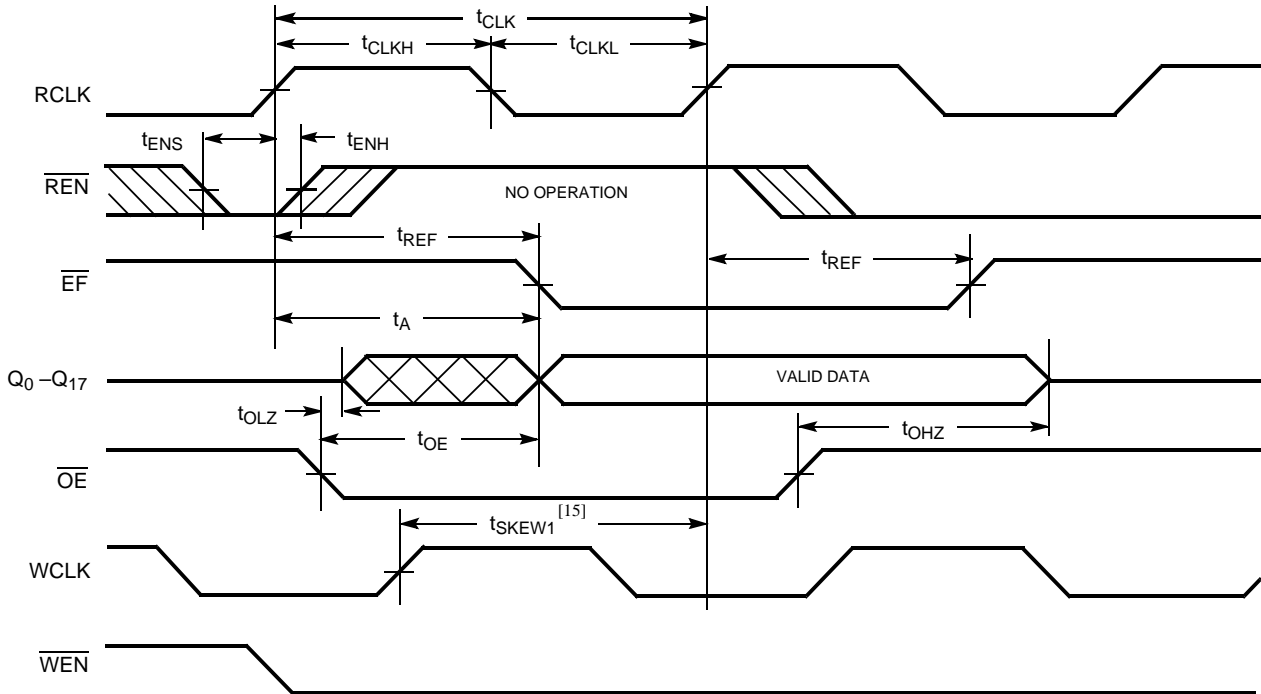 tCLK
tCLKH
tCLKL
RCLK
tENS
tENH
REN
NO OPERATION
tREF
tREF
EF
tA
Q0 –Q17
VALID DATA
tOLZ
tOE
tOHZ
OE
tSKEW1 [15]
WCLK
WEN